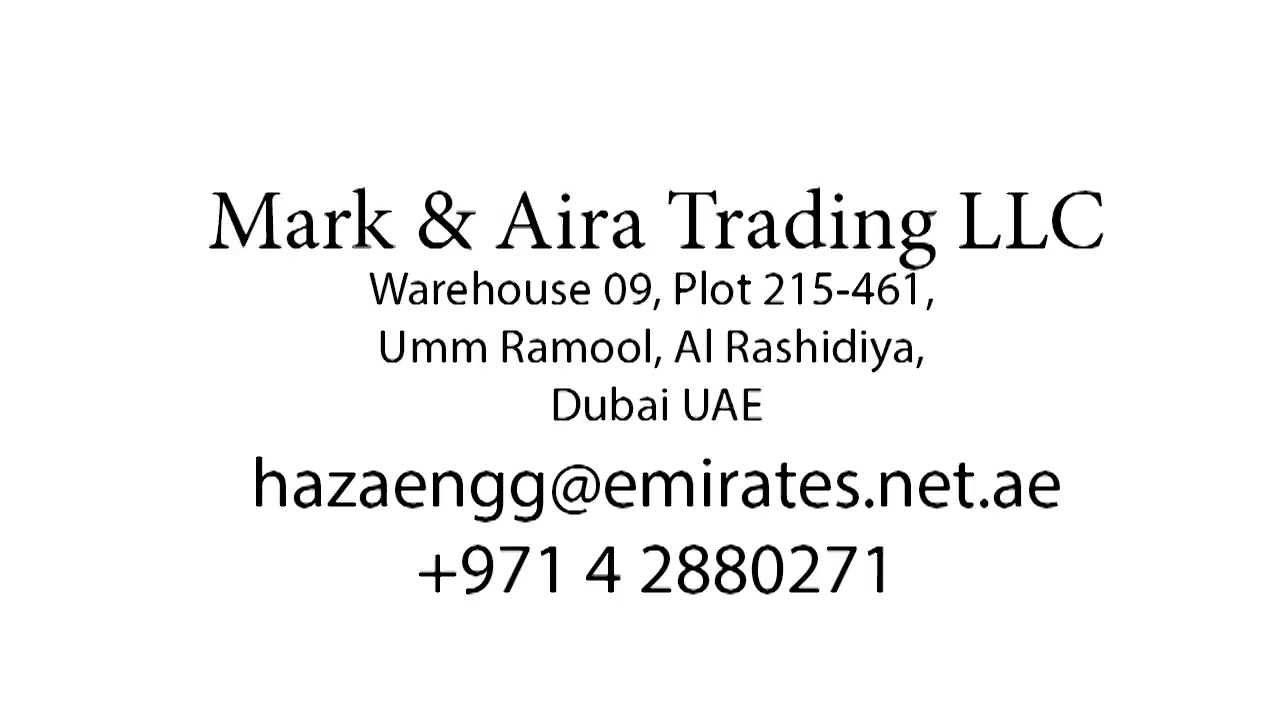 Mark & Aira Trading LLC
Warehouse 09, Plot 215-461,
Umm Ramool, Al Rashidiya,
Dubai UAE
hazaengg@emirates.net.ae
+971 4 2880271